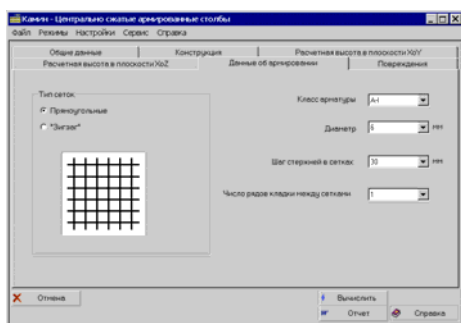 Камин - Центрально сжатые армированные столбы
Файл Режимы Настройки Сервис Справка
Общие данные Конструкция Расчетная высота в плоскости XoY
Расчетная высота в плоскости XoZ Данные об армировании Повреждения
Тип сеток
Прямоугольные
"Зигзаг"
Класс арматуры A-I
Диаметр 6 мм
Шаг стержней в сетках 30 мм
Число рядов кладки между сетками 1
Отмена Вычислить
Отчет Справка